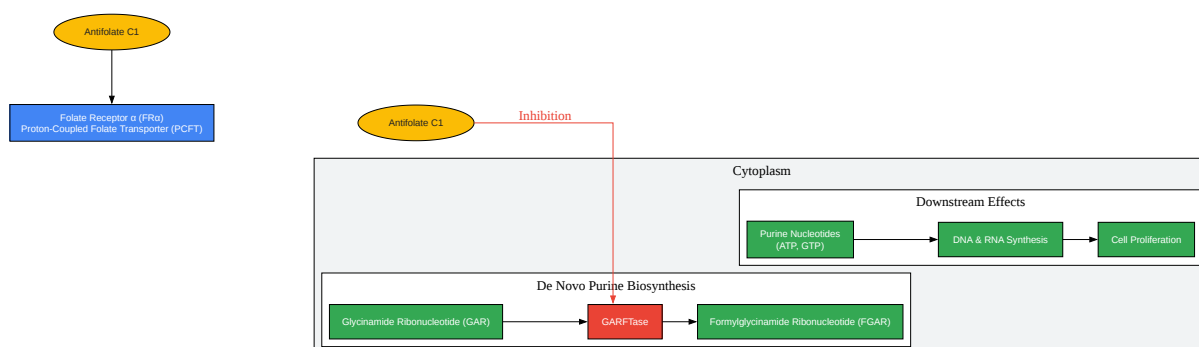 Antifolate C1
Folate Receptor α (FRα)
Proton-Coupled Folate Transporter (PCFT)
Antifolate C1
Inhibition
Cytoplasm
Downstream Effects
Purine Nucleotides
(ATP, GTP)
DNA & RNA Synthesis
Cell Proliferation
De Novo Purine Biosynthesis
Glycinamide Ribonucleotide (GAR)
GARFTase
Formylglycinamide Ribonucleotide (FGAR)